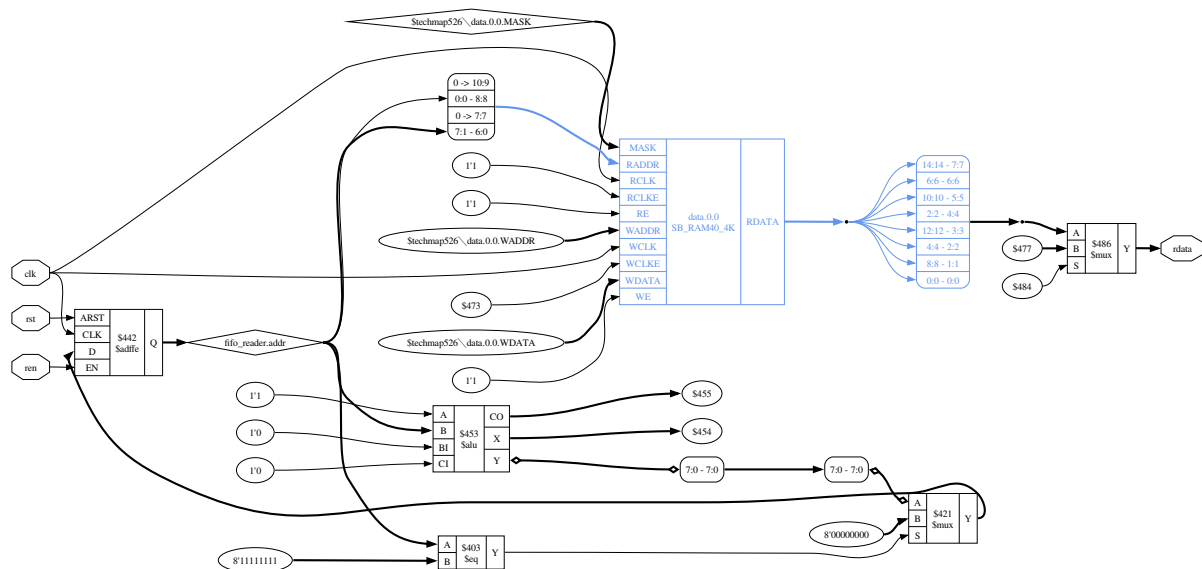 $techmap526\data.0.0.MASK
0 -> 10:9
0:0 - 8:8
0 -> 7:7
7:1 - 6:0
1'1
1'1
$techmap526\data.0.0.WADDR
$473
$techmap526\data.0.0.WDATA
1'1
MASK
RADDR
RCLK
RCLKE
RE
WADDR
WCLK
WCLKE
WDATA
WE
data.0.0
SB_RAM40_4K
RDATA
14:14 - 7:7
6:6 - 6:6
10:10 - 5:5
2:2 - 4:4
12:12 - 3:3
4:4 - 2:2
8:8 - 1:1
0:0 - 0:0
$477
$484
A
B
S
$486
$mux
Y
rdata
clk
rst
ren
ARST
CLK
D
EN
$442
$adffe
Q
fifo_reader.addr
1'1
1'0
1'0
A
B
BI
CI
$453
$alu
CO
X
Y
$455
$454
7:0 - 7:0
7:0 - 7:0
8'00000000
A
B
S
$421
$mux
Y
8'11111111
A
B
$403
$eq
Y